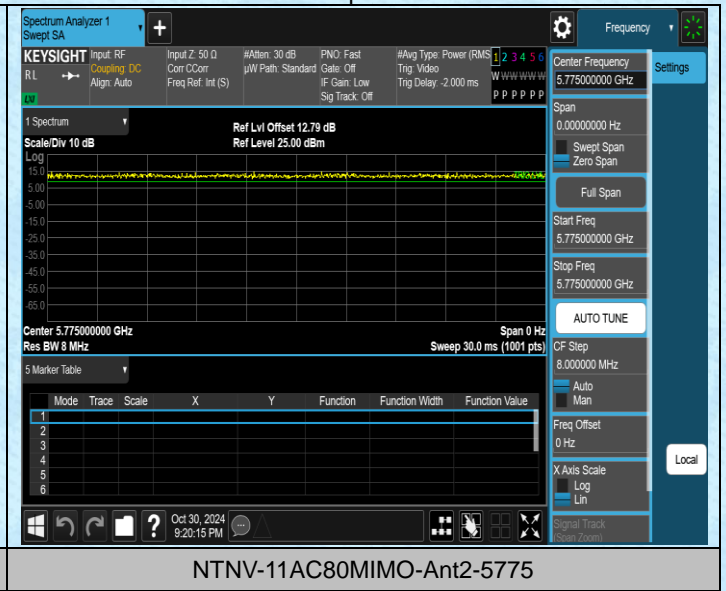 Spectrum Analyzer 1
Swept SA
Frequency
KEYSIGHT
RL
Input: RF
Coupling: DC
Align: Auto
Input Z: 50 Ω
Corr CCorr
Freq Ref: Int (S)
#Atten: 30 dB
µW Path: Standard
PNO: Fast
Gate: Off
IF Gain: Low
Sig Track: Off
#Avg Type: Power (RMS
Trig: Video
Trig Delay: -2.000 ms
1 2 3 4 5 6
W W W W W W
P P P P P P
1 Spectrum
Scale/Div 10 dB
Ref Lvl Offset 12.79 dB
Ref Level 25.00 dBm
Log
15.0
5.00
-5.00
-15.0
-25.0
-35.0
-45.0
-55.0
-65.0
Center 5.775000000 GHz
Span 0 Hz
Res BW 8 MHz
Sweep 30.0 ms (1001 pts)
5 Marker Table
Mode Trace Scale X Y Function Function Width Function Value
1
2
3
4
5
6
Center Frequency
5.775000000 GHz
Settings
Span
0.00000000 Hz
Swept Span
Zero Span
Full Span
Start Freq
5.775000000 GHz
Stop Freq
5.775000000 GHz
AUTO TUNE
CF Step
8.000000 MHz
Auto
Man
Freq Offset
0 Hz
X Axis Scale
Log
Lin
Local
Signal Track
(Span Zoom)
?
Oct 30, 2024
9:20:15 PM
NTNV-11AC80MIMO-Ant2-5775